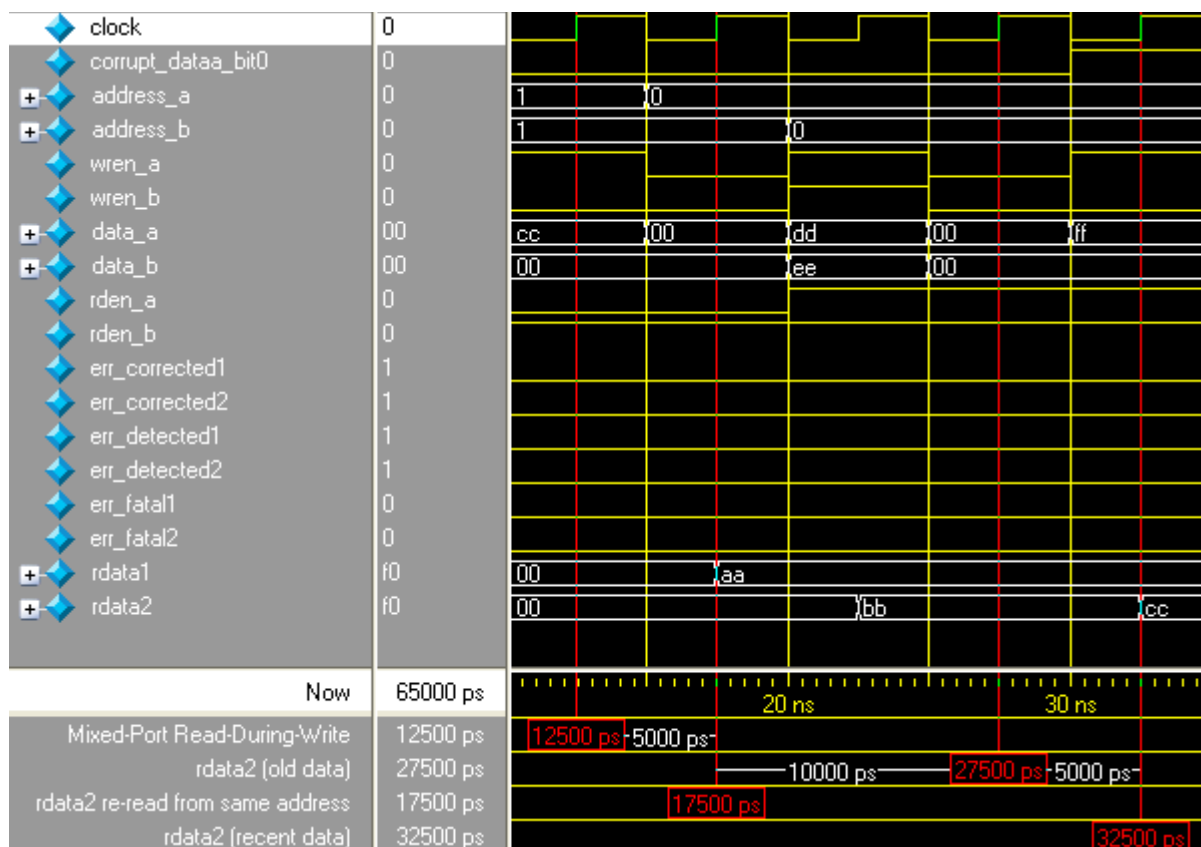 clock 0
corrupt_dataa_bit0 0
address_a 0 1 0
address_b 0 1 0
wren_a 0
wren_b 0
data_a 00 cc 00 dd 00 ff
data_b 00 00 ee 00
rden_a 0
rden_b 0
err_corrected1 1
err_corrected2 1
err_detected1 1
err_detected2 1
err_fatal1 0
err_fatal2 0
rdata1 f0 00 aa
rdata2 f0 00 bb cc
Now 65000 ps 20 ns 30 ns
Mixed-Port Read-During-Write 12500 ps 12500 ps 5000 ps
rdata2 (old data) 27500 ps 10000 ps 27500 ps 5000 ps
rdata2 re-read from same address 17500 ps 17500 ps
rdata2 (recent data) 32500 ps 32500 ps